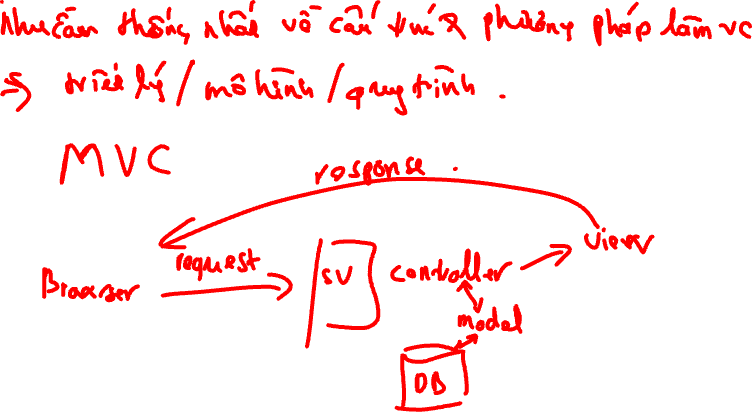 Nhu cầu thống nhất về cấu trúc & phương pháp làm vc
=> triết lý / mô hình / quy trình .
MVC
response .
view
request
Browser
SV
controller
model
DB